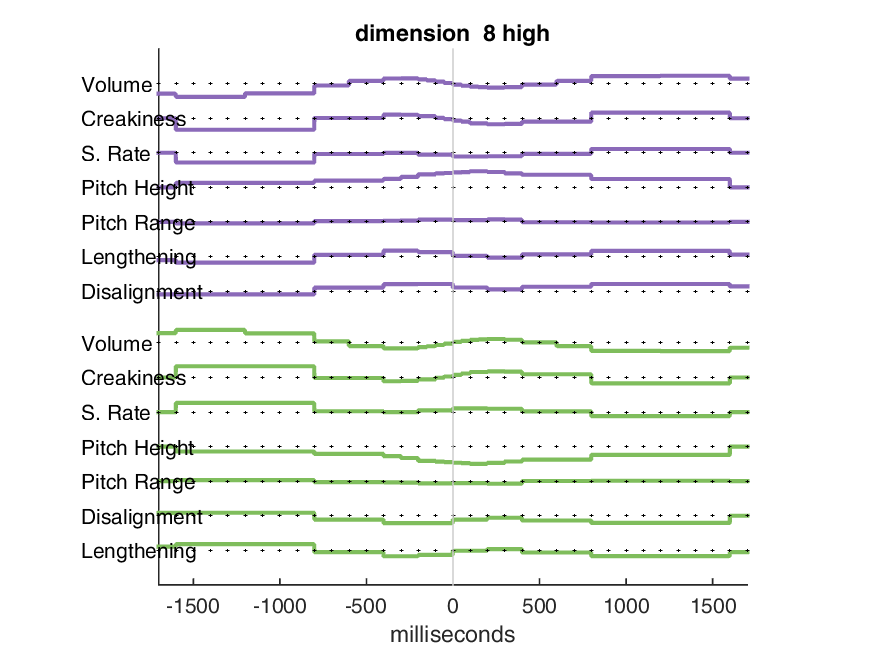 dimension  8 high
Volume
Creakiness
S. Rate
Pitch Height
Pitch Range
Lengthening
Disalignment
Volume
Creakiness
S. Rate
Pitch Height
Pitch Range
Disalignment
Lengthening
-1500 -1000 -500 0 500 1000 1500
milliseconds